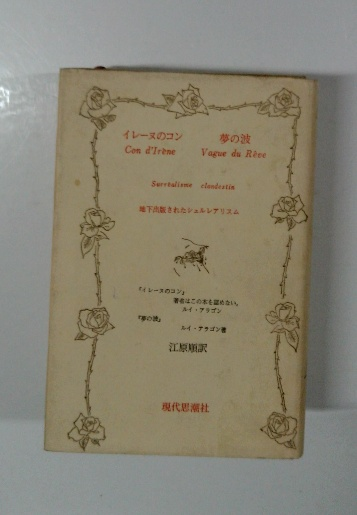 イレーヌのコン 夢の波
Con d'Irène Vague du Rêve
Surréalisme clandestin
地下出版されたシュルレアリスム
『イレーヌのコン』
著者はこの本を認めない。
ルイ・アラゴン
『夢の波』
ルイ・アラゴン著
江原順訳
現代思潮社